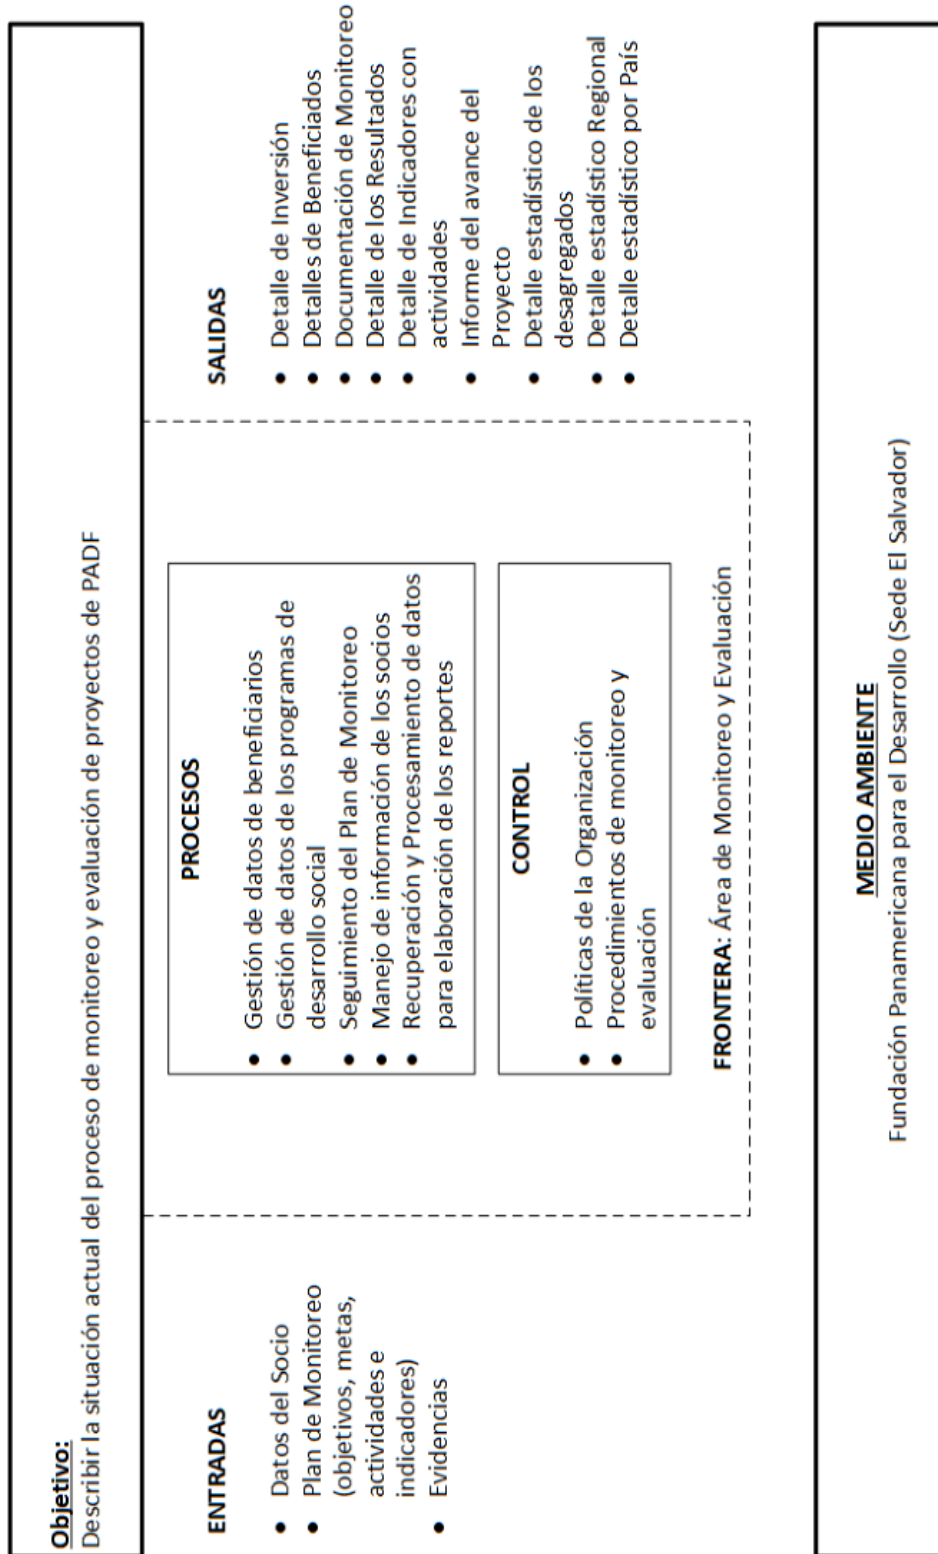 Objetivo:
Describir la situación actual del proceso de monitoreo y evaluación de proyectos de PADF
ENTRADAS
• Datos del Socio
• Plan de Monitoreo
(objetivos, metas,
actividades e
indicadores)
• Evidencias
PROCESOS
• Gestión de datos de beneficiarios
• Gestión de datos de los programas de
desarrollo social
• Seguimiento del Plan de Monitoreo
• Manejo de información de los socios
• Recuperación y Procesamiento de datos
para elaboración de los reportes
CONTROL
• Políticas de la Organización
• Procedimientos de monitoreo y
evaluación
FRONTERA: Área de Monitoreo y Evaluación
SALIDAS
• Detalle de Inversión
• Detalles de Beneficiados
• Documentación de Monitoreo
• Detalle de los Resultados
• Detalle de Indicadores con
actividades
• Informe del avance del
Proyecto
• Detalle estadístico de los
desagregados
• Detalle estadístico Regional
• Detalle estadístico por País
MEDIO AMBIENTE
Fundación Panamericana para el Desarrollo (Sede El Salvador)